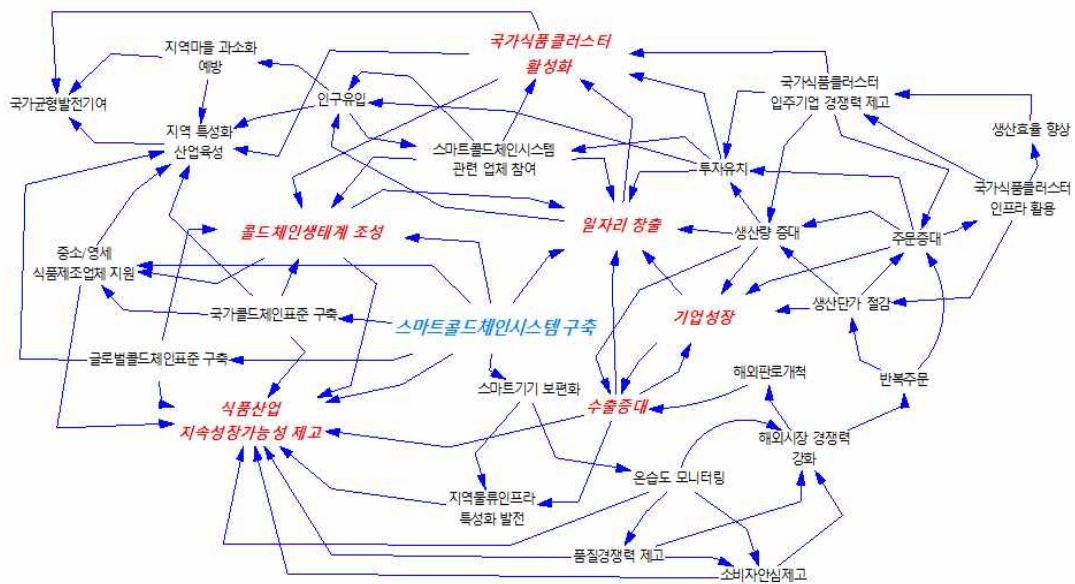 국가식품클러스터
활성화
지역마을 과소화
예방
국가균형발전기여
인구유입
국가식품클러스터
입주기업 경쟁력 제고
지역 특성화
산업육성
스마트콜드체인시스템
관련 업체 참여
투자유치
생산효율 향상
국가식품클러스터
인프라 활용
콜드체인생태계 조성
일자리 창출
생산량 증대
주문증대
중소/영세
식품제조업체 지원
국가콜드체인표준 구축
스마트콜드체인시스템 구축
기업성장
생산단가 절감
글로벌콜드체인표준 구축
스마트기기 보편화
해외판로개척
반복주문
식품산업
지속성장가능성 제고
수출증대
해외시장 경쟁력
강화
지역물류인프라
특성화 발전
온습도 모니터링
품질경쟁력 제고
소비자안심제고